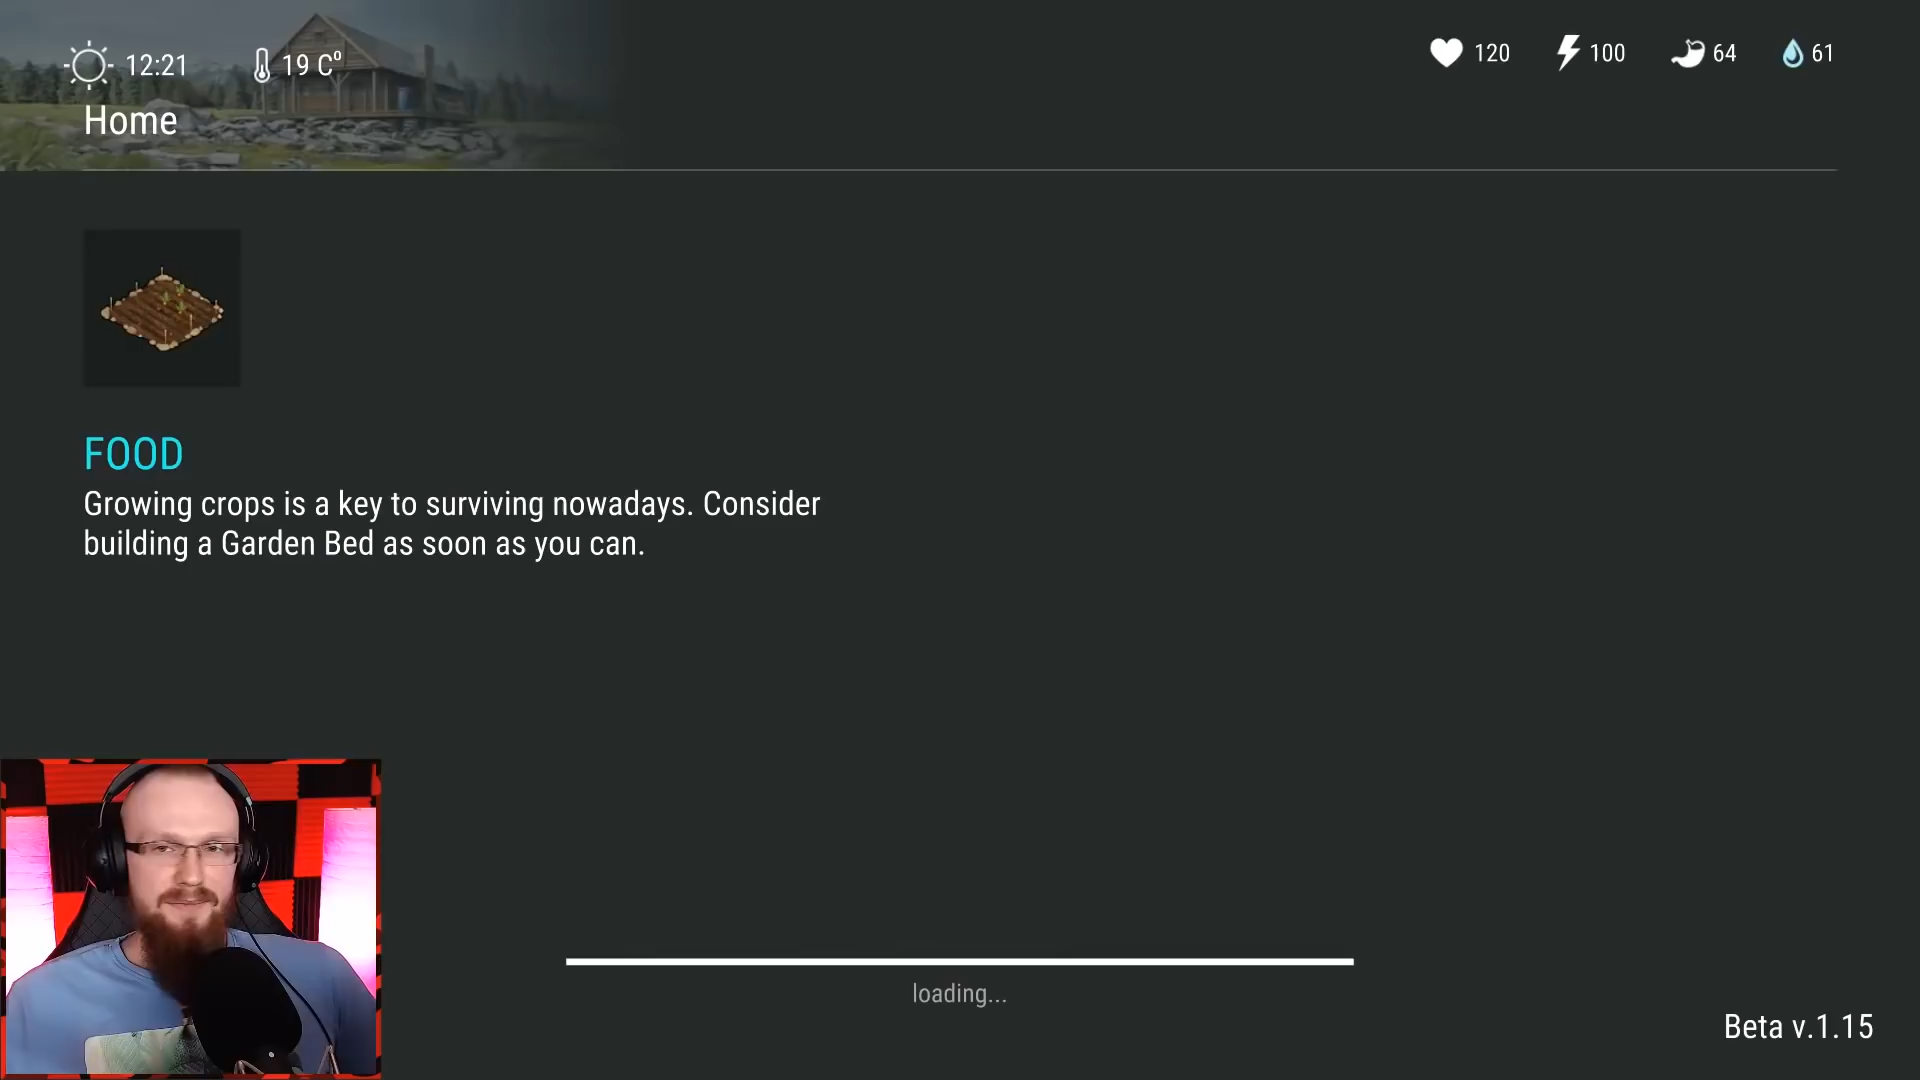 12:21
19 Cº
120
100
64
61
Home
FOOD
Growing crops is a key to surviving nowadays. Consider
building a Garden Bed as soon as you can.
loading...
Beta v.1.15